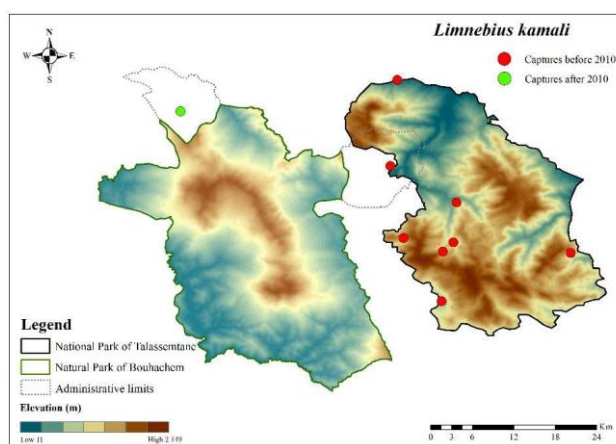 Limnebius kamali
N
W E
S
Captures before 2010
Captures after 2010
Legend
National Park of Talassemtane
Natural Park of Bouhachem
Administrative limits
Elevation (m)
Low 11
Km
0 3 6 12 18 24